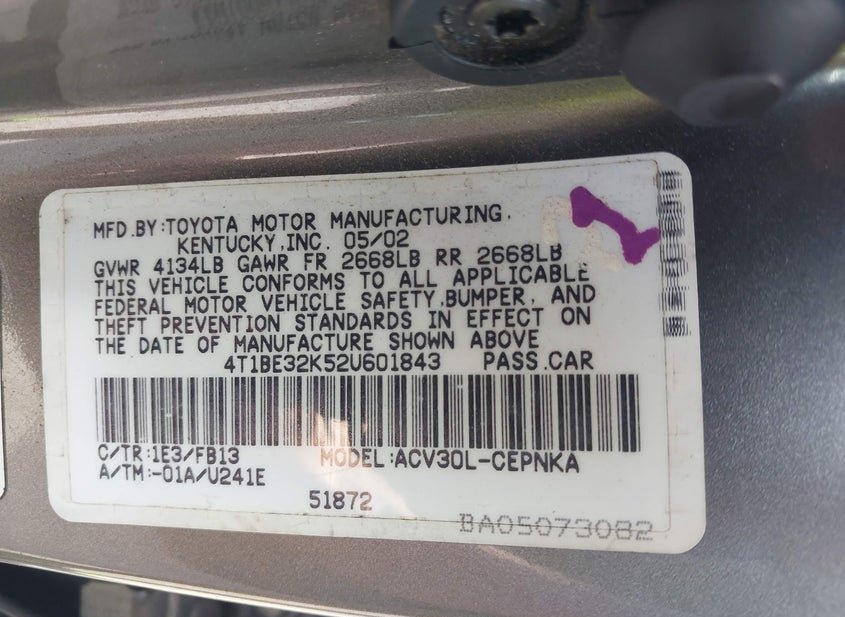 MFD.BY:TOYOTA MOTOR MANUFACTURING,
KENTUCKY,INC. 05/02
GVWR 4134LB GAWR FR 2668LB RR 2668LB
THIS VEHICLE CONFORMS TO ALL APPLICABLE
FEDERAL MOTOR VEHICLE SAFETY,BUMPER, AND
THEFT PREVENTION STANDARDS IN EFFECT ON
THE DATE OF MANUFACTURE SHOWN ABOVE
4T1BE32K52U601843 PASS.CAR
C/TR:1E3/FB13 MODEL:ACV30L-CEPNKA
A/TM:-01A/U241E
51872
BA05073082